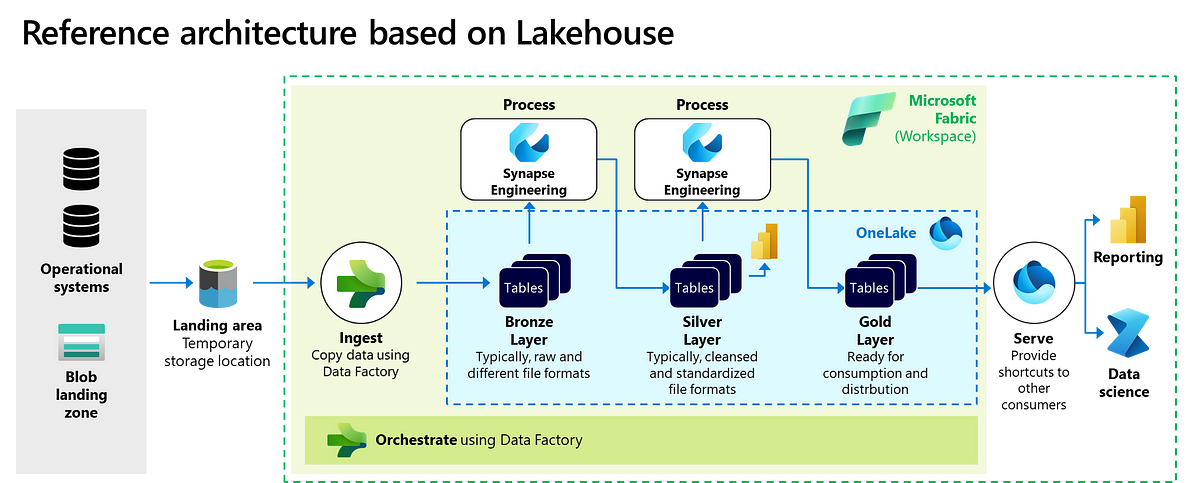 Reference architecture based on Lakehouse
Operational
systems
Blob
landing
zone
Landing area
Temporary
storage location
Ingest
Copy data using
Data Factory
Process
Synapse
Engineering
Process
Synapse
Engineering
Microsoft
Fabric
(Workspace)
OneLake
Tables
Bronze
Layer
Typically, raw and
different file formats
Tables
Silver
Layer
Typically, cleansed
and standardized
file formats
Tables
Gold
Layer
Ready for
consumption and
distrbution
Orchestrate using Data Factory
Serve
Provide
shortcuts to
other
consumers
Reporting
Data
science